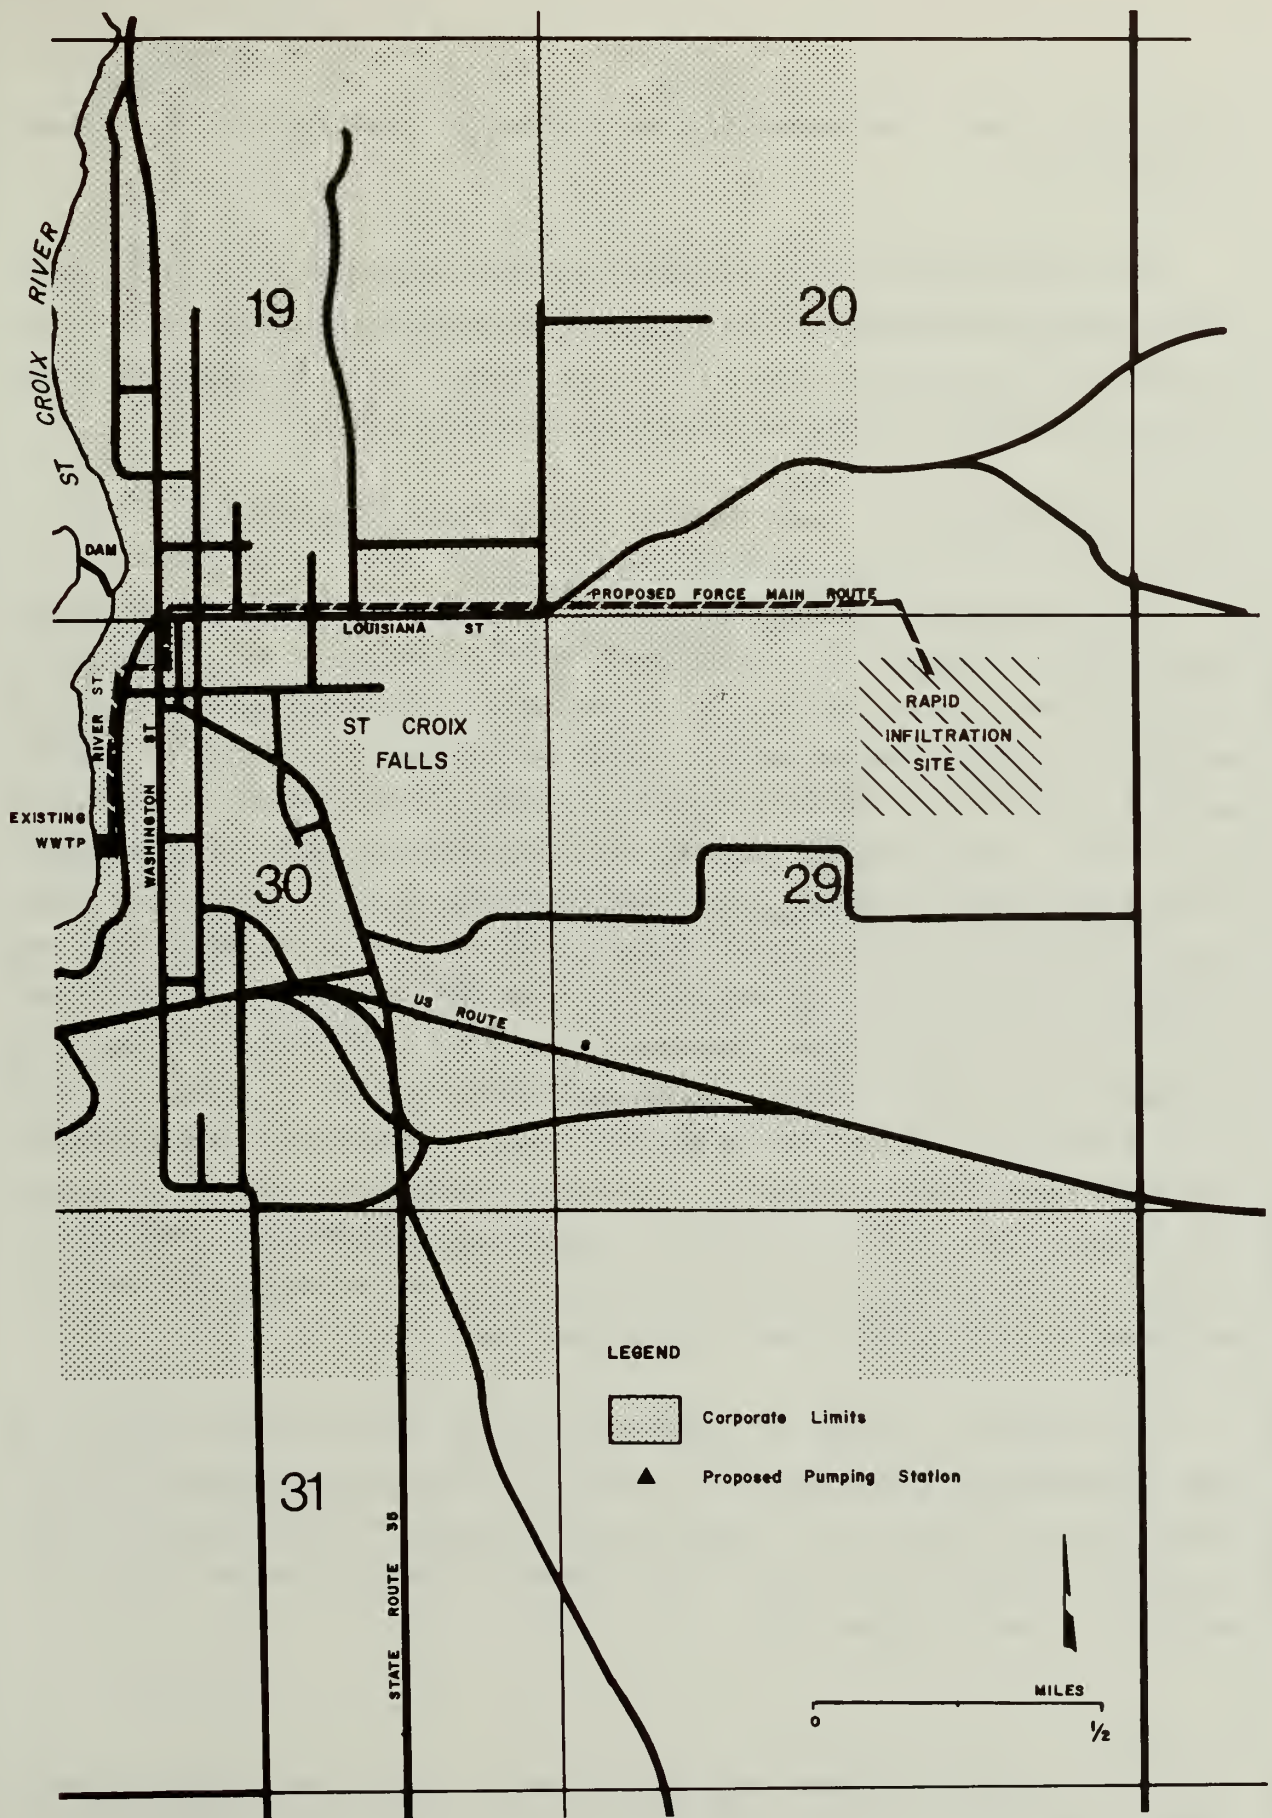 19
20
ST CROIX RIVER
DAM
PROPOSED FORCE MAIN ROUTE
LOUISIANA ST
RIVER ST
WASHINGTON ST
ST CROIX
FALLS
RAPID
INFILTRATION
SITE
EXISTING
WWTP
30
29
US ROUTE 8
LEGEND
Corporate Limits
Proposed Pumping Station
31
STATE ROUTE 35
MILES
0
1/2